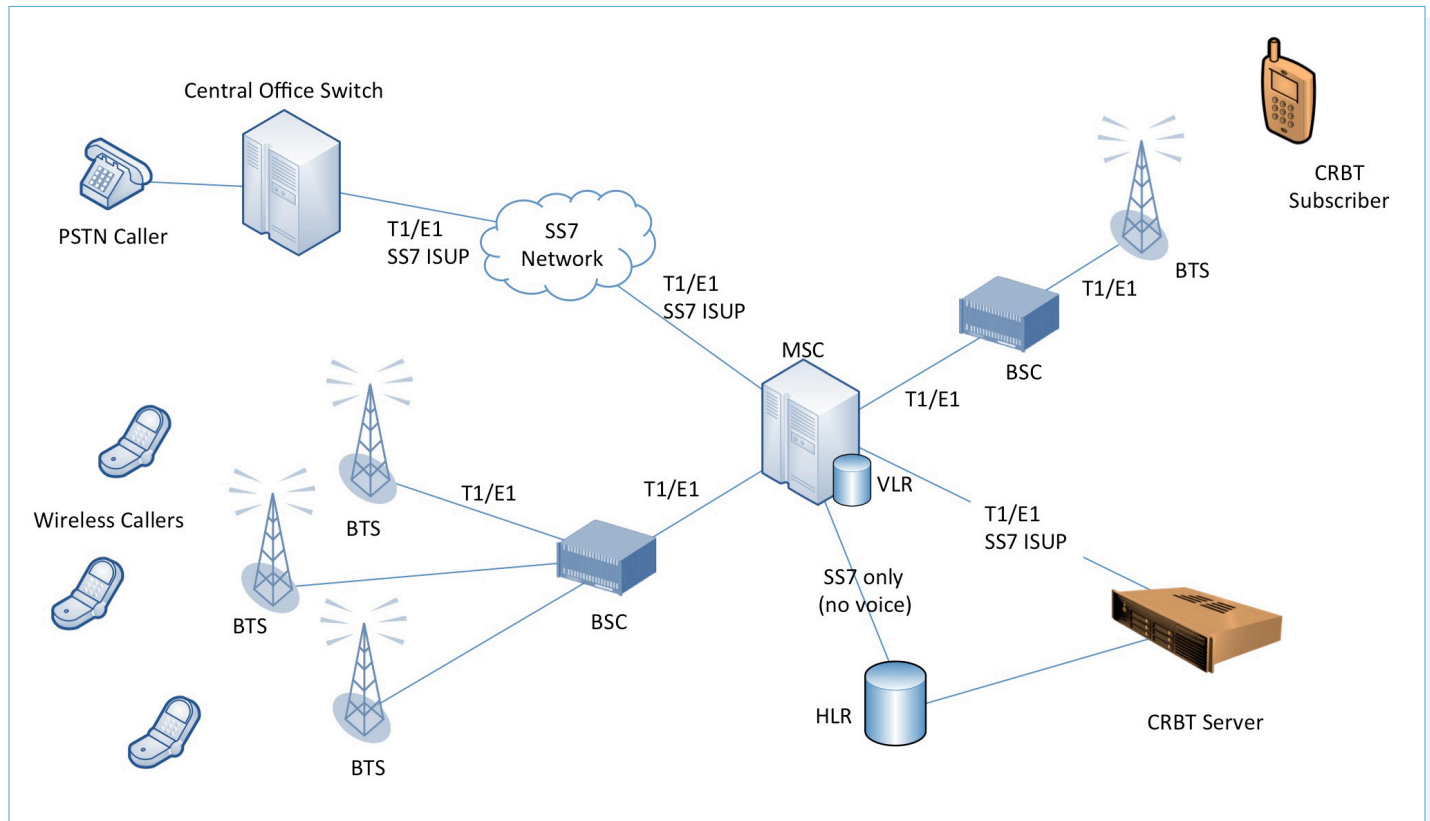 Central Office Switch
PSTN Caller
T1/E1
SS7 ISUP
SS7
Network
T1/E1
SS7 ISUP
CRBT
Subscriber
BTS
T1/E1
BSC
T1/E1
MSC
VLR
T1/E1
SS7 ISUP
Wireless Callers
BTS
T1/E1
T1/E1
BTS
BSC
BTS
SS7 only
(no voice)
HLR
CRBT Server